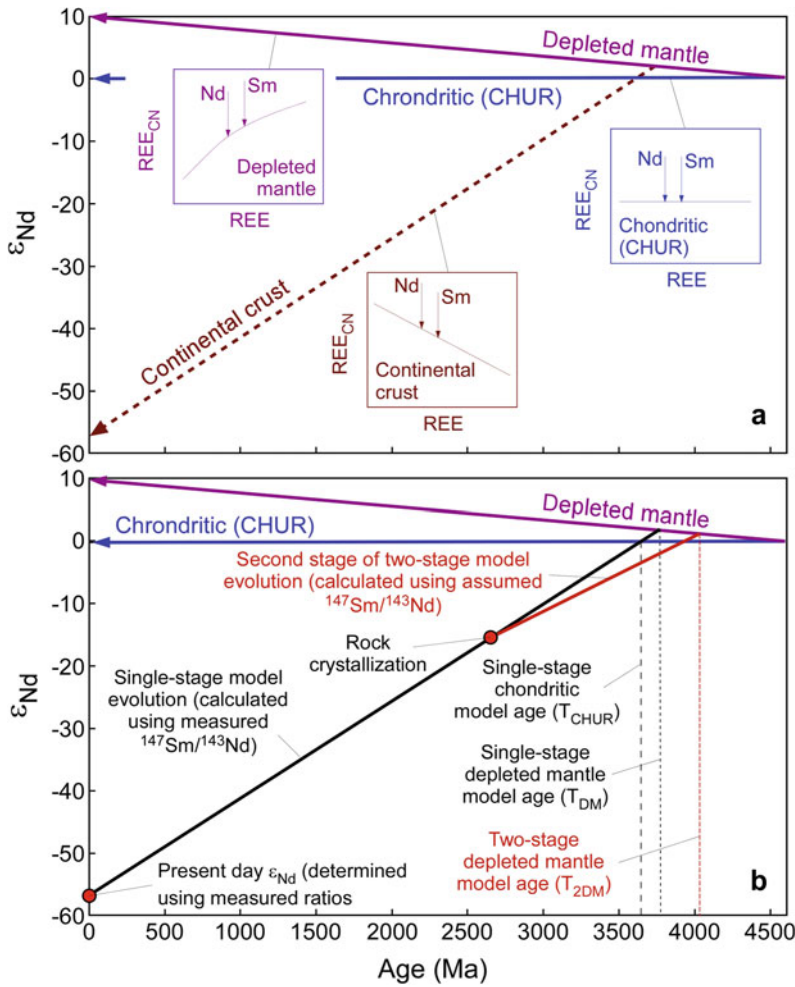 10
0
-10
-20
-30
-40
-50
-60
εNd
Depleted mantle
Chrondritic (CHUR)
Nd
Sm
REECN
Depleted
mantle
REE
Nd
Sm
REECN
Chondritic
(CHUR)
REE
Continental crust
Nd
Sm
REECN
Continental
crust
REE
a
10
0
-10
-20
-30
-40
-50
-60
εNd
Depleted mantle
Chrondritic (CHUR)
Second stage of two-stage model
evolution (calculated using assumed
147Sm/143Nd)
Rock
crystallization
Single-stage model
evolution (calculated
using measured
147Sm/143Nd)
Single-stage
chondritic
model age (TCHUR)
Single-stage
depleted mantle
model age (TDM)
Two-stage
depleted mantle
model age (T2DM)
Present day εNd (determined
using measured ratios
b
0 500 1000 1500 2000 2500 3000 3500 4000 4500
Age (Ma)